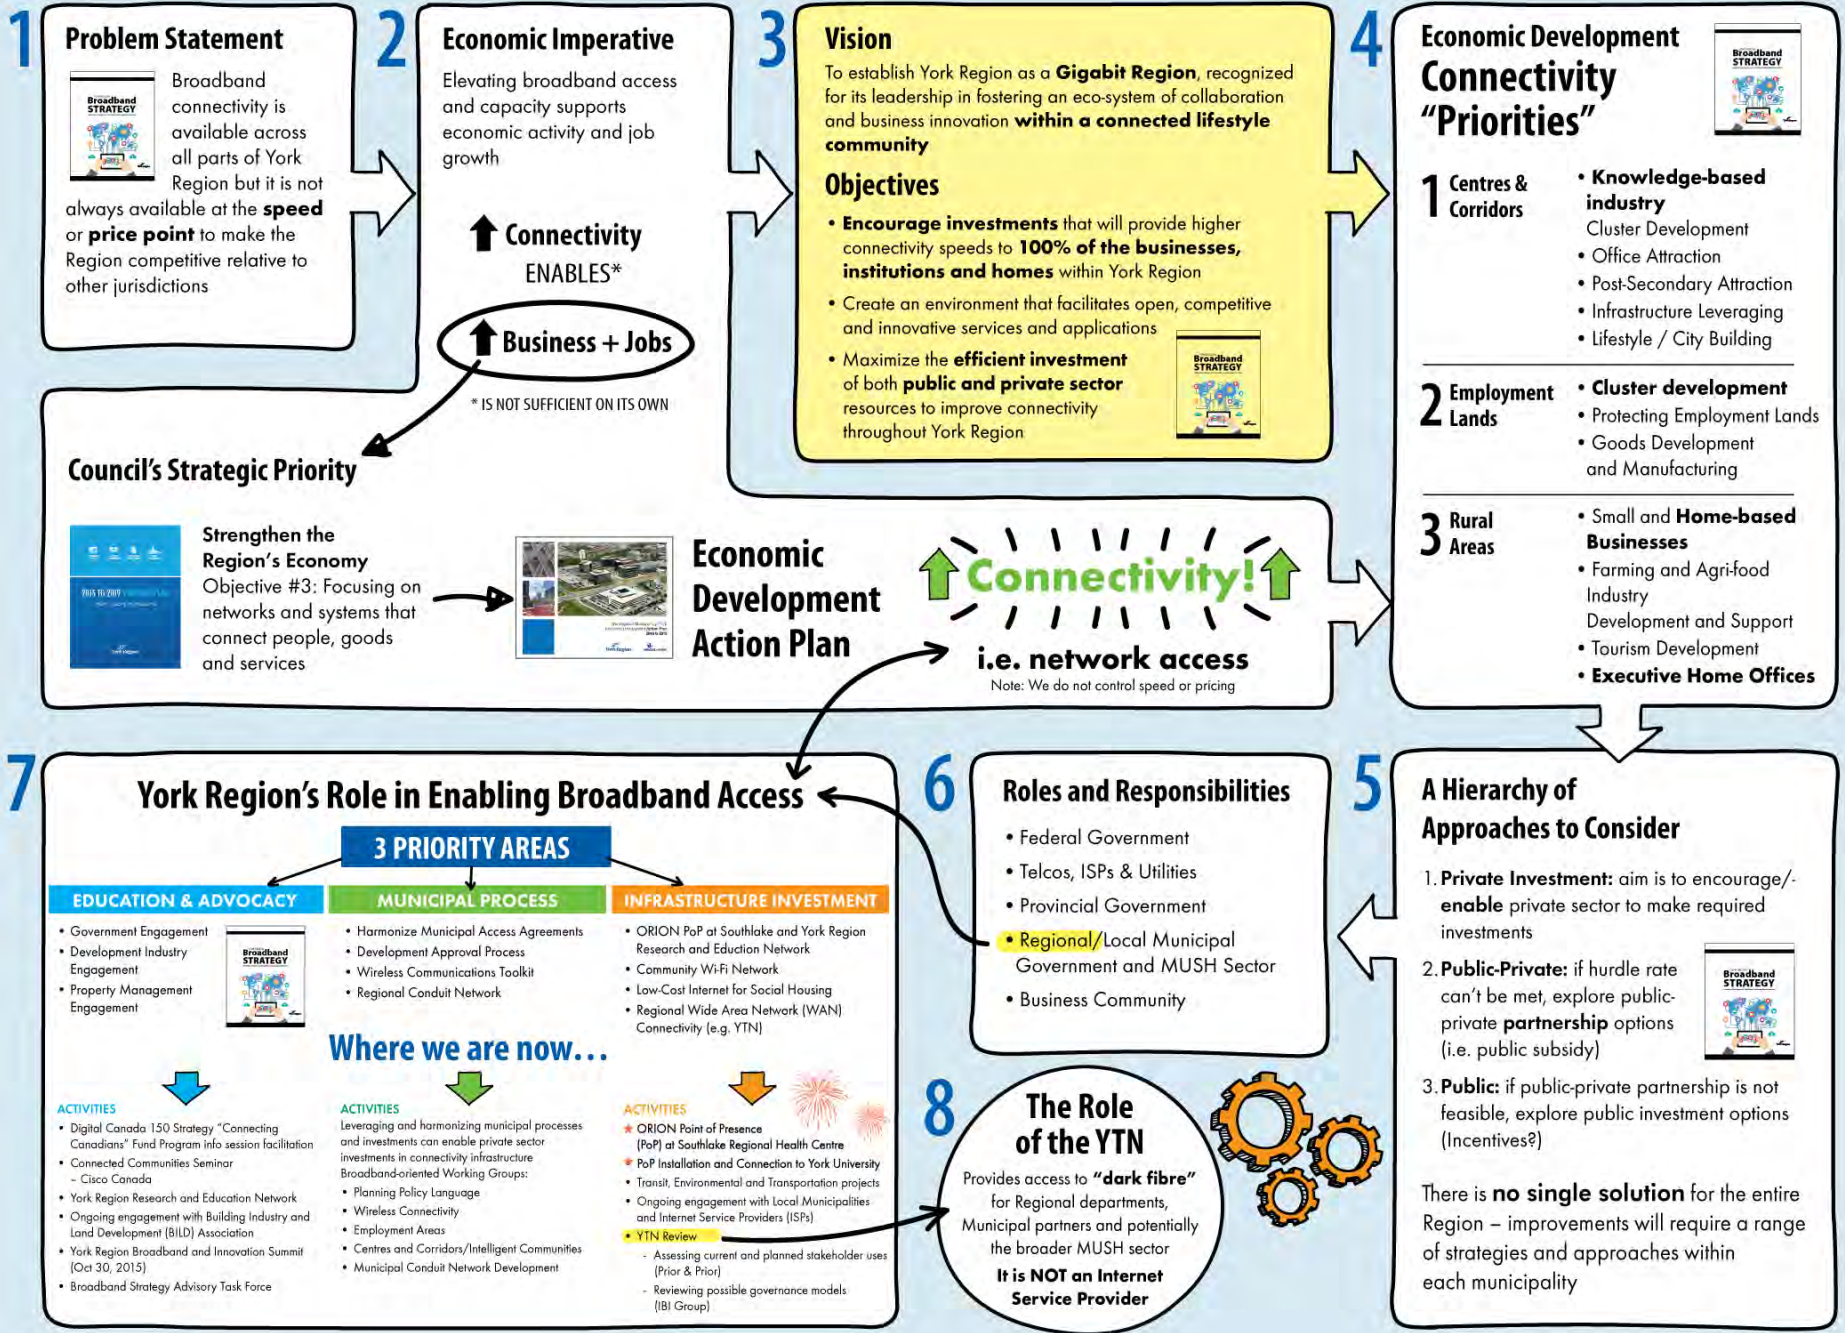 1
Problem Statement
Broadband
STRATEGY
Broadband
connectivity is
available across
all parts of York
Region but it is not
always available at the speed
or price point to make the
Region competitive relative to
other jurisdictions
2
Economic Imperative
Elevating broadband access
and capacity supports
economic activity and job
growth
Connectivity
ENABLES*
Business + Jobs
* IS NOT SUFFICIENT ON ITS OWN
Council's Strategic Priority
2015 TO 2019
Strengthen the
Region's Economy
Objective #3: Focusing on
networks and systems that
connect people, goods
and services
Economic
Development
Action Plan
Connectivity!
i.e. network access
Note: We do not control speed or pricing
3
Vision
To establish York Region as a Gigabit Region, recognized
for its leadership in fostering an eco-system of collaboration
and business innovation within a connected lifestyle
community
Objectives
• Encourage investments that will provide higher
connectivity speeds to 100% of the businesses,
institutions and homes within York Region
• Create an environment that facilitates open, competitive
and innovative services and applications
• Maximize the efficient investment
of both public and private sector
resources to improve connectivity
throughout York Region
Broadband
STRATEGY
4
Economic Development
Connectivity
"Priorities"
Broadband
STRATEGY
1 Centres &
Corridors
• Knowledge-based
industry
Cluster Development
• Office Attraction
• Post-Secondary Attraction
• Infrastructure Leveraging
• Lifestyle / City Building
2 Employment
Lands
• Cluster development
• Protecting Employment Lands
• Goods Development
and Manufacturing
3 Rural
Areas
• Small and Home-based
Businesses
• Farming and Agri-food
Industry
Development and Support
• Tourism Development
• Executive Home Offices
5
A Hierarchy of
Approaches to Consider
1. Private Investment: aim is to encourage/-
enable private sector to make required
investments
2. Public-Private: if hurdle rate
can't be met, explore public-
private partnership options
(i.e. public subsidy)
Broadband
STRATEGY
3. Public: if public-private partnership is not
feasible, explore public investment options
(Incentives?)
There is no single solution for the entire
Region – improvements will require a range
of strategies and approaches within
each municipality
6
Roles and Responsibilities
• Federal Government
• Telcos, ISPs & Utilities
• Provincial Government
• Regional/Local Municipal
Government and MUSH Sector
• Business Community
7
York Region's Role in Enabling Broadband Access
3 PRIORITY AREAS
EDUCATION & ADVOCACY
• Government Engagement
• Development Industry
Engagement
• Property Management
Engagement
Broadband
STRATEGY
MUNICIPAL PROCESS
• Harmonize Municipal Access Agreements
• Development Approval Process
• Wireless Communications Toolkit
• Regional Conduit Network
INFRASTRUCTURE INVESTMENT
• ORION PoP at Southlake and York Region
Research and Eduction Network
• Community Wi-Fi Network
• Low-Cost Internet for Social Housing
• Regional Wide Area Network (WAN)
Connectivity (e.g. YTN)
Where we are now...
ACTIVITIES
• Digital Canada 150 Strategy "Connecting
Canadians" Fund Program info session facilitation
• Connected Communities Seminar
– Cisco Canada
• York Region Research and Education Network
• Ongoing engagement with Building Industry and
Land Development (BILD) Association
• York Region Broadband and Innovation Summit
(Oct 30, 2015)
• Broadband Strategy Advisory Task Force
ACTIVITIES
Leveraging and harmonizing municipal processes
and investments can enable private sector
investments in connectivity infrastructure
Broadband-oriented Working Groups:
• Planning Policy Language
• Wireless Connectivity
• Employment Areas
• Centres and Corridors/Intelligent Communities
• Municipal Conduit Network Development
ACTIVITIES
★ ORION Point of Presence
(PoP) at Southlake Regional Health Centre
★ PoP Installation and Connection to York University
• Transit, Environmental and Transportation projects
• Ongoing engagement with Local Municipalities
and Internet Service Providers (ISPs)
• YTN Review
- Assessing current and planned stakeholder uses
(Prior & Prior)
- Reviewing possible governance models
(IBI Group)
8
The Role
of the YTN
Provides access to "dark fibre"
for Regional departments,
Municipal partners and potentially
the broader MUSH sector
It is NOT an Internet
Service Provider